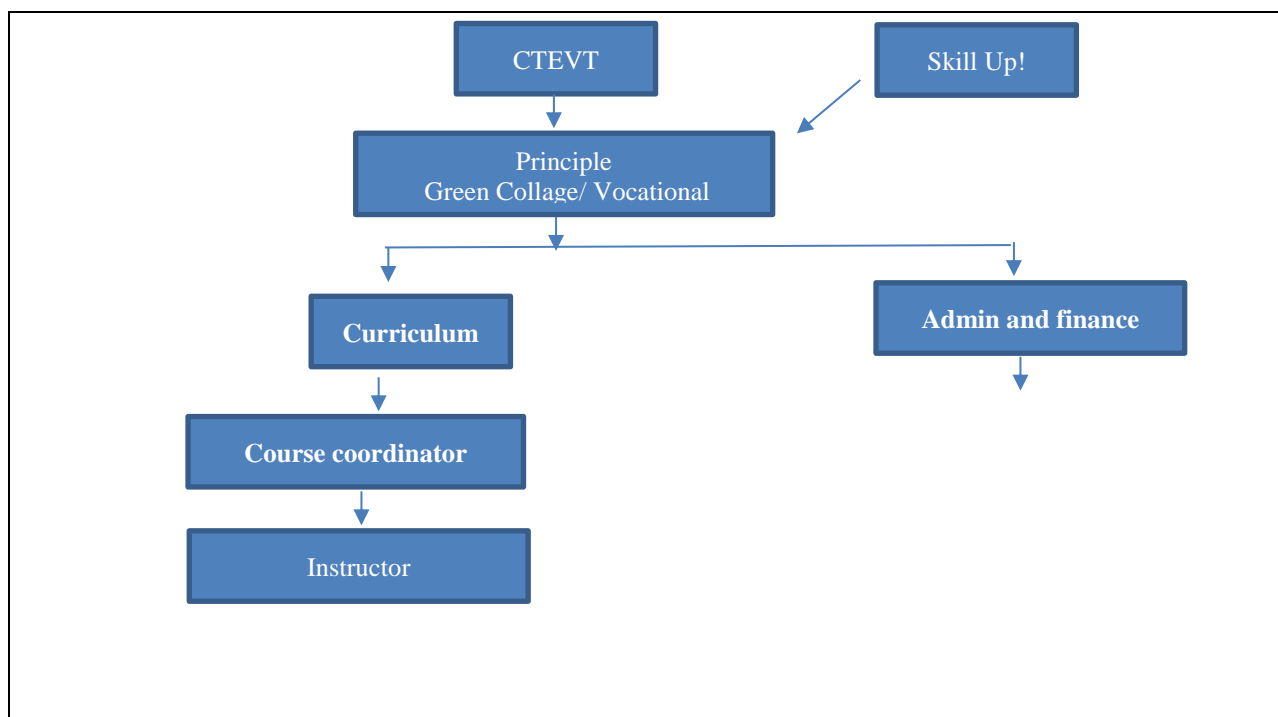 CTEVT
Skill Up!
Principle
Green Collage/ Vocational
Curriculum
Admin and finance
Course coordinator
Instructor